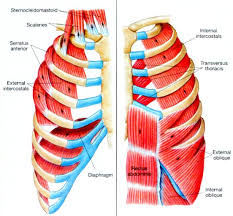 Sternocleidomastoid
Scalenes
Serratus
anterior
External
intercostals
Diaphragm
Internal
intercostals
Transversus
thoracis
External
oblique
Rectus
abdominis
Internal
oblique